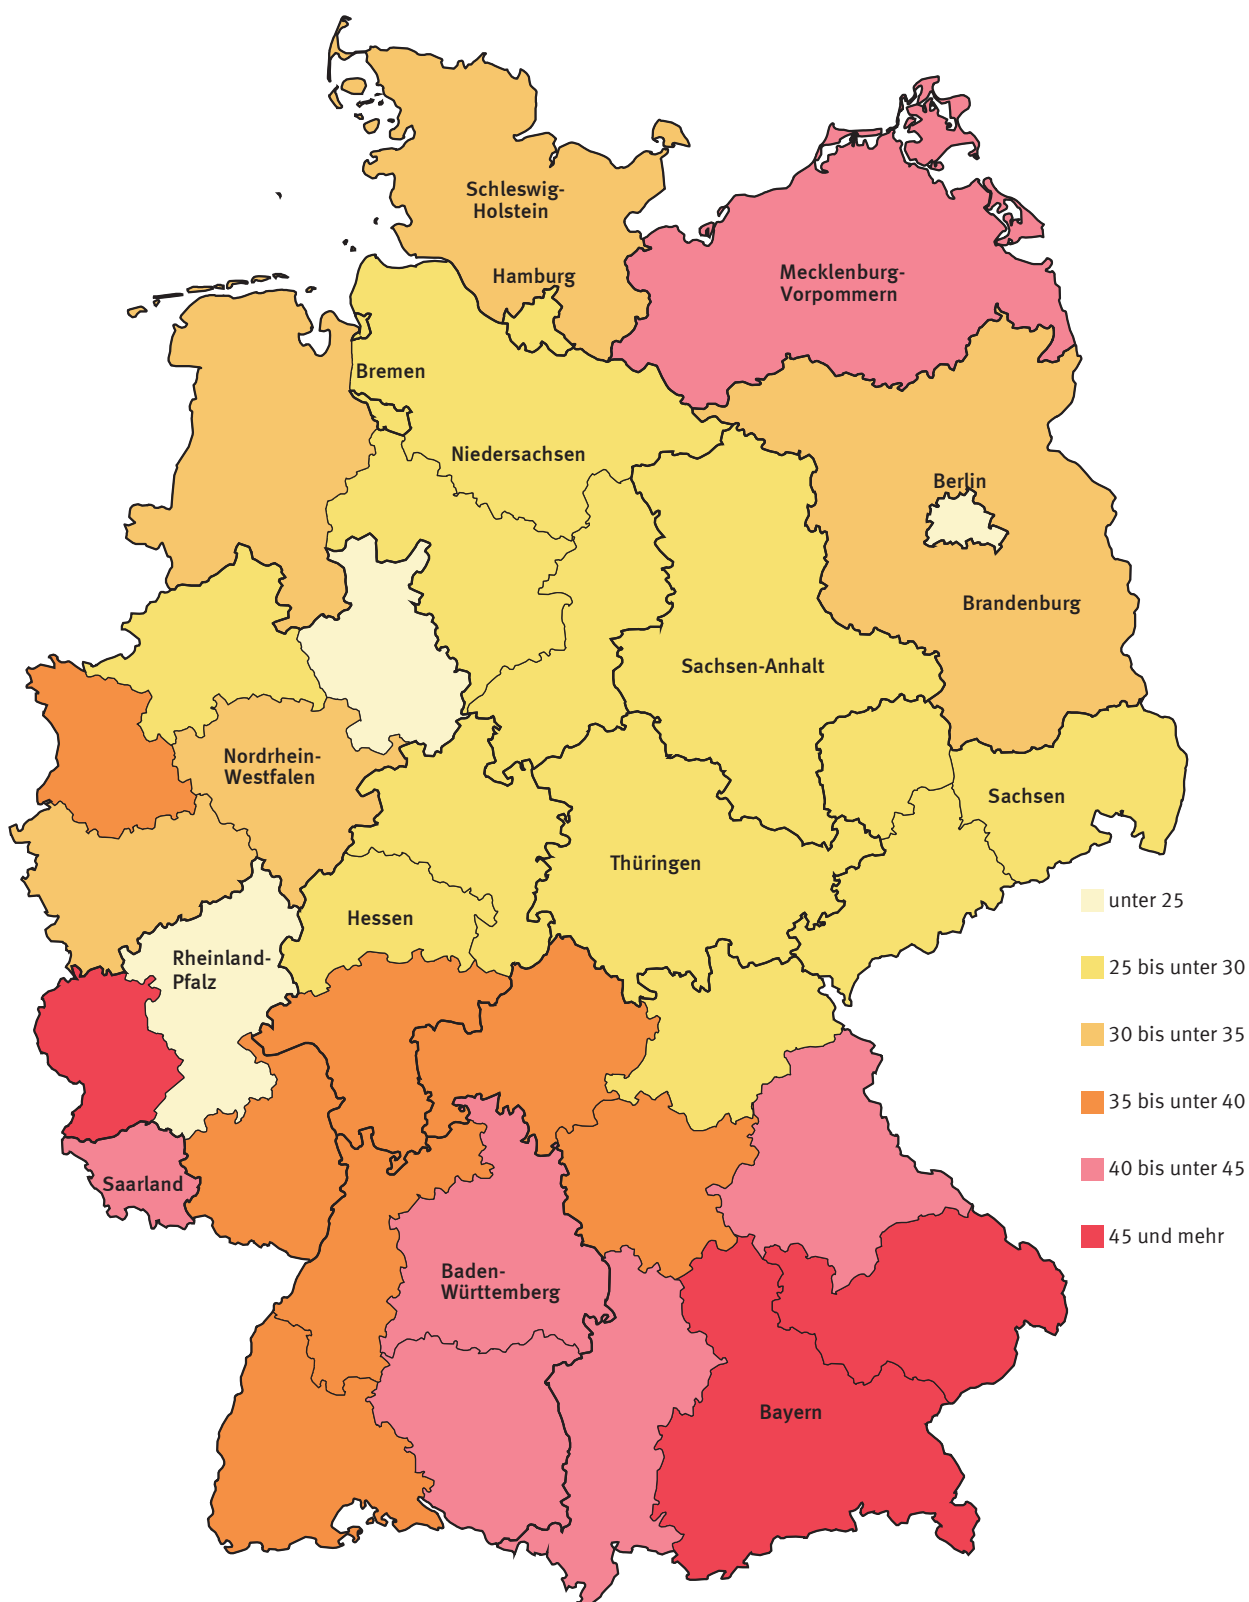 Schleswig-
Holstein
Hamburg
Mecklenburg-
Vorpommern
Bremen
Niedersachsen
Berlin
Brandenburg
Sachsen-Anhalt
Nordrhein-
Westfalen
Sachsen
Thüringen
Hessen
Rheinland-
Pfalz
Saarland
Baden-
Württemberg
Bayern
unter 25
25 bis unter 30
30 bis unter 35
35 bis unter 40
40 bis unter 45
45 und mehr